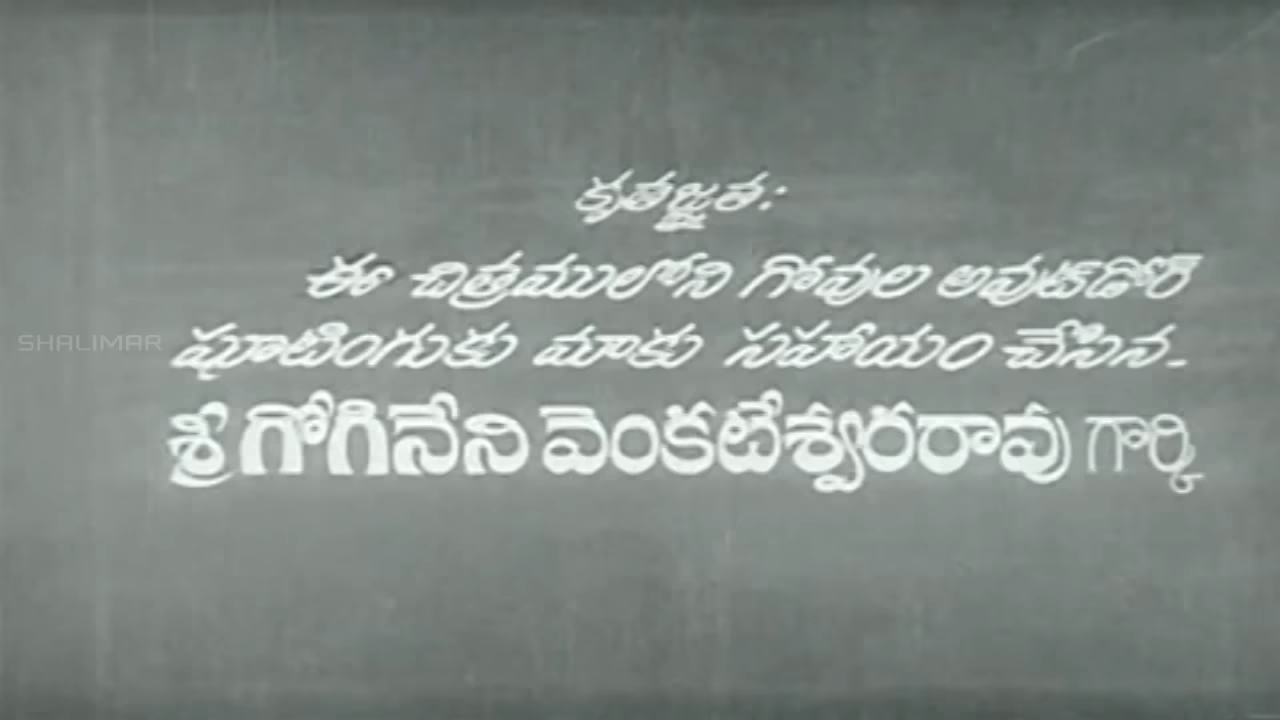 కృతజ్ఞత:
ఈ చిత్రములోని గోవుల అవుట్‌డోర్
షూటింగుకు మాకు సహాయం చేసిన-
SHALIMAR
శ్రీ గోగినేని వెంకటేశ్వరరావు గార్కి